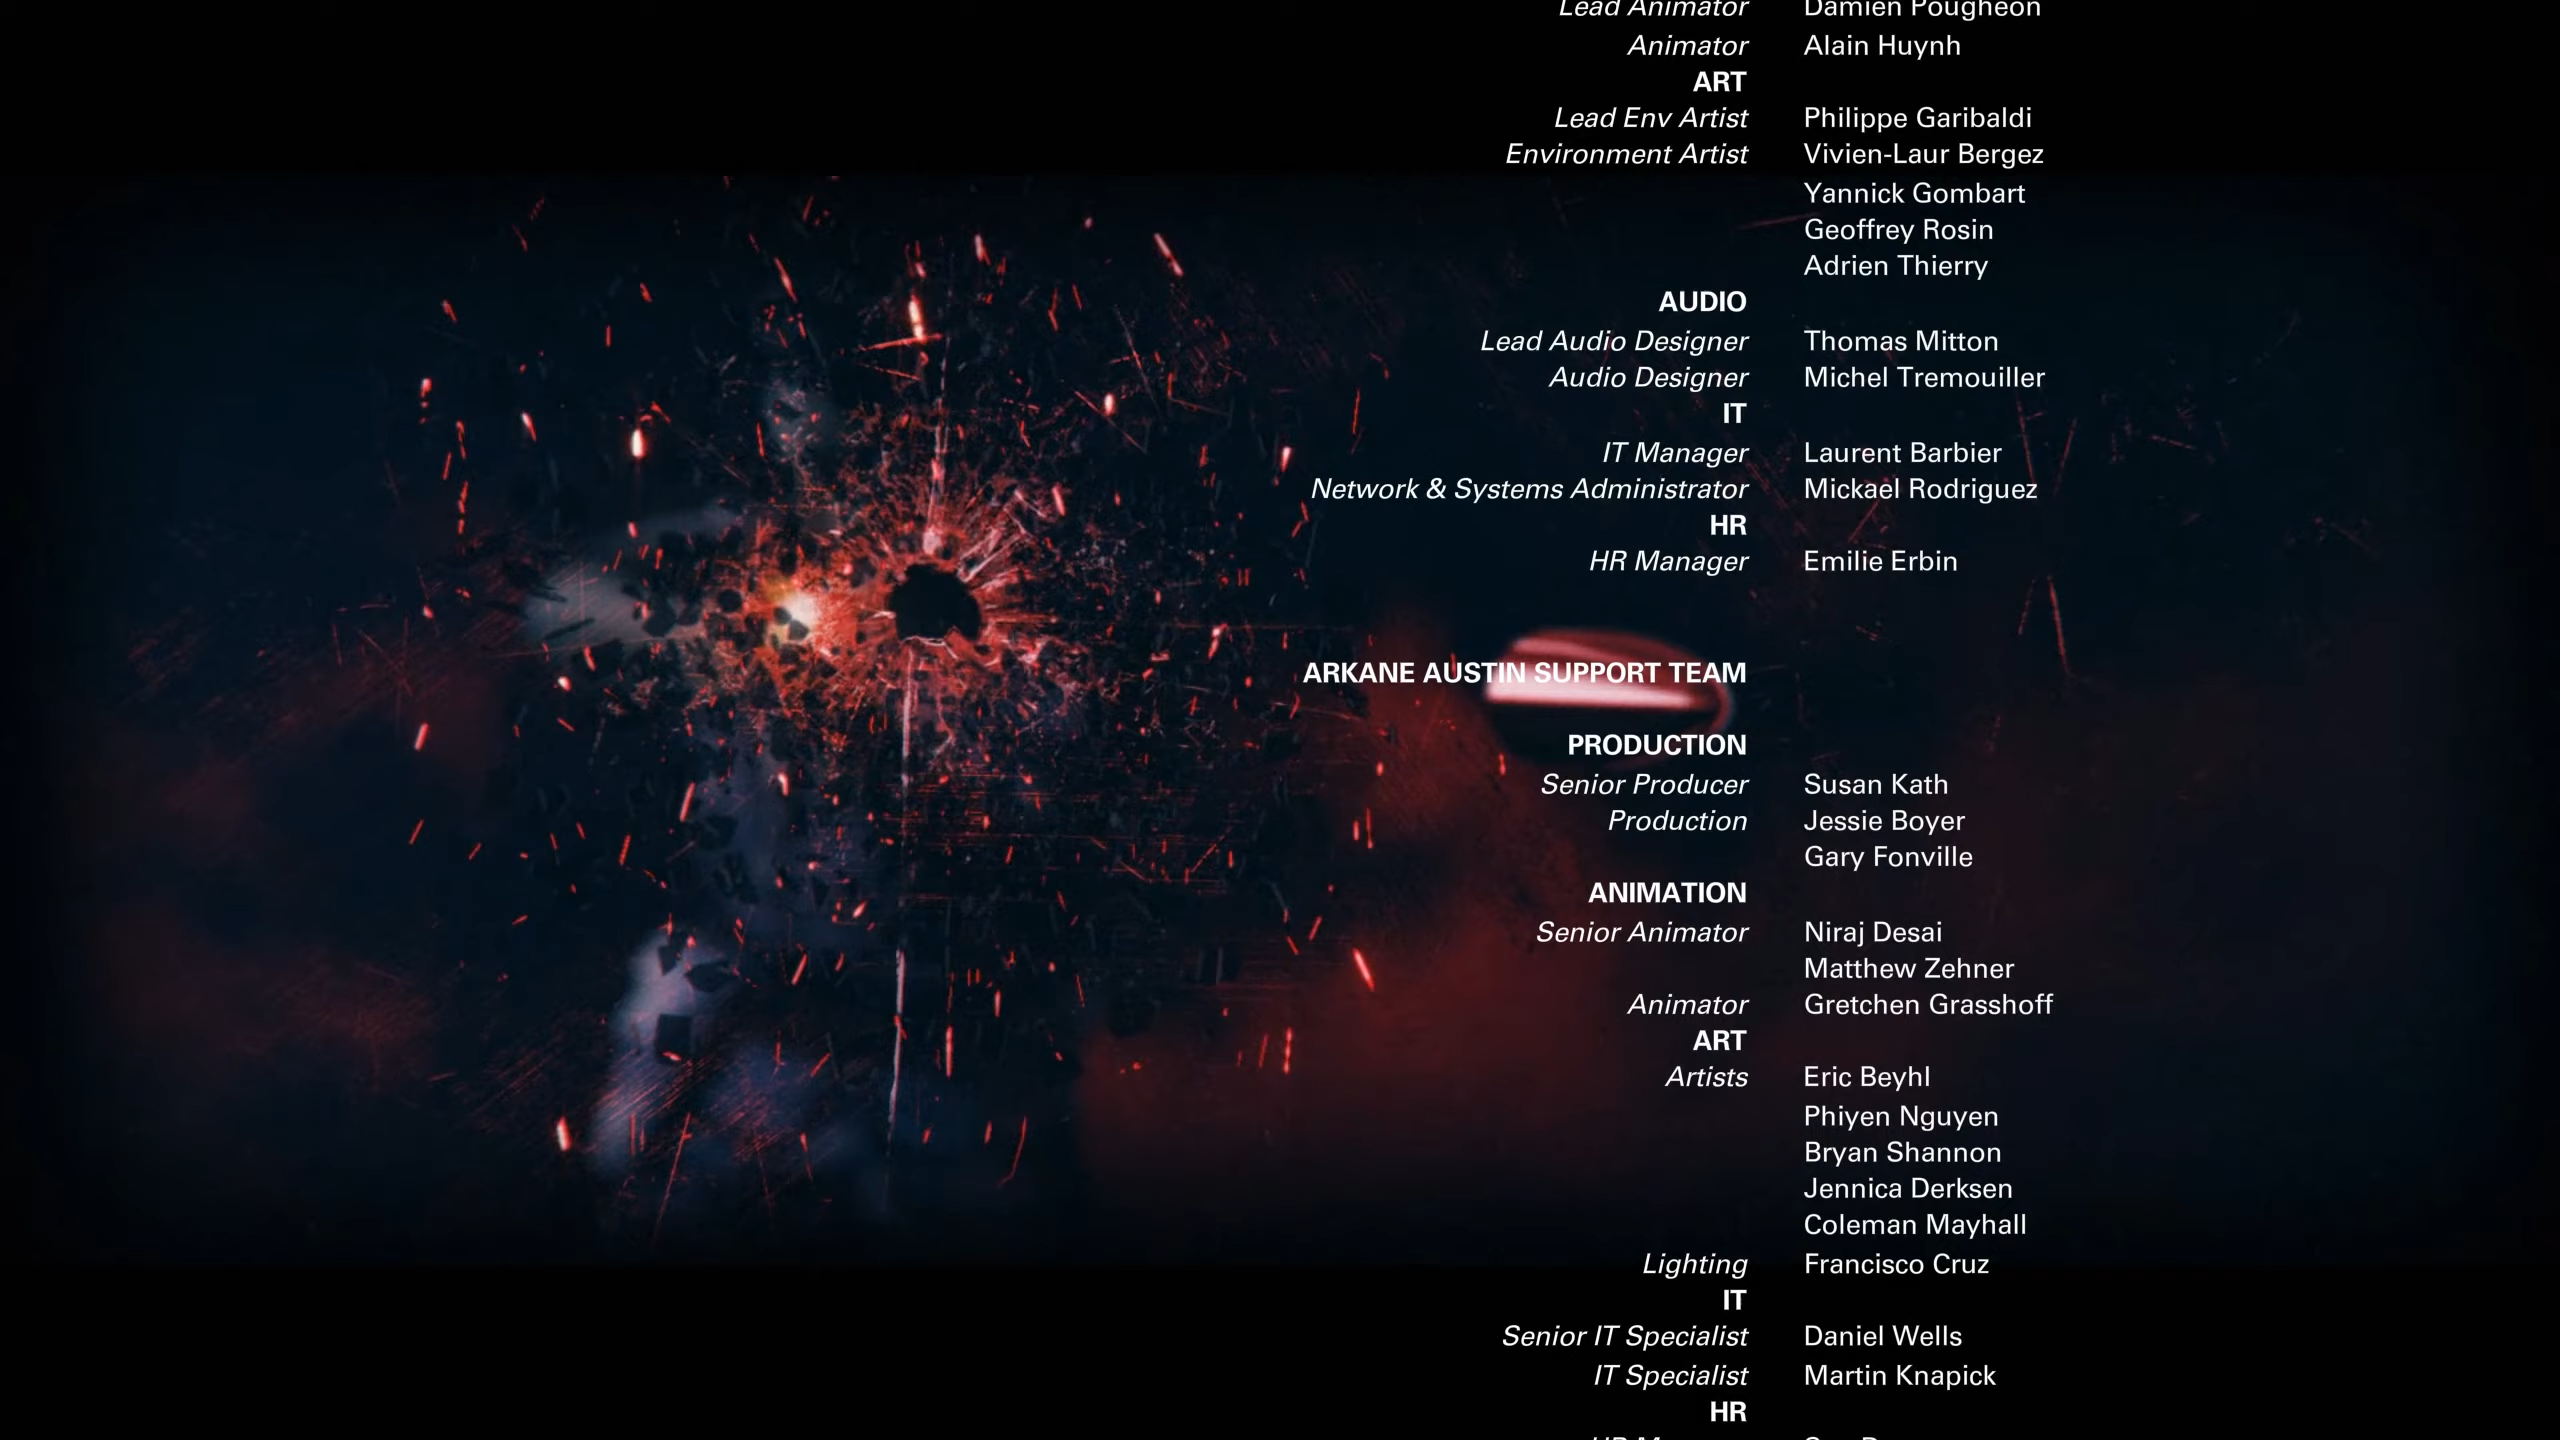 Lead Animator Damien Pougheon
Animator Alain Huynh
ART
Lead Env Artist Philippe Garibaldi
Environment Artist Vivien-Laur Bergez
Yannick Gombart
Geoffrey Rosin
Adrien Thierry
AUDIO
Lead Audio Designer Thomas Mitton
Audio Designer Michel Tremouiller
IT
IT Manager Laurent Barbier
Network & Systems Administrator Mickael Rodriguez
HR
HR Manager Emilie Erbin
ARKANE AUSTIN SUPPORT TEAM
PRODUCTION
Senior Producer Susan Kath
Production Jessie Boyer
Gary Fonville
ANIMATION
Senior Animator Niraj Desai
Matthew Zehner
Animator Gretchen Grasshoff
ART
Artists Eric Beyhl
Phiyen Nguyen
Bryan Shannon
Jennica Derksen
Coleman Mayhall
Lighting Francisco Cruz
IT
Senior IT Specialist Daniel Wells
IT Specialist Martin Knapick
HR